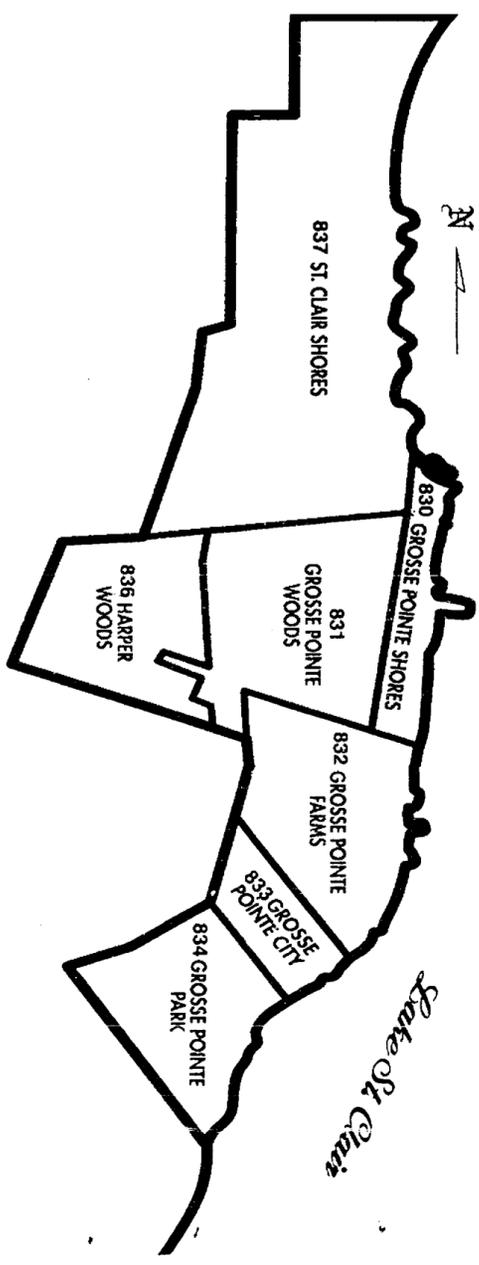 N
837 ST. CLAIR SHORES
830 GROSSE POINTE SHORES
831
GROSSE POINTE
WOODS
836 HARPER
WOODS
832 GROSSE POINTE
FARMS
833 GROSSE
POINTE CITY
834 GROSSE POINTE
PARK
Lake St. Clair